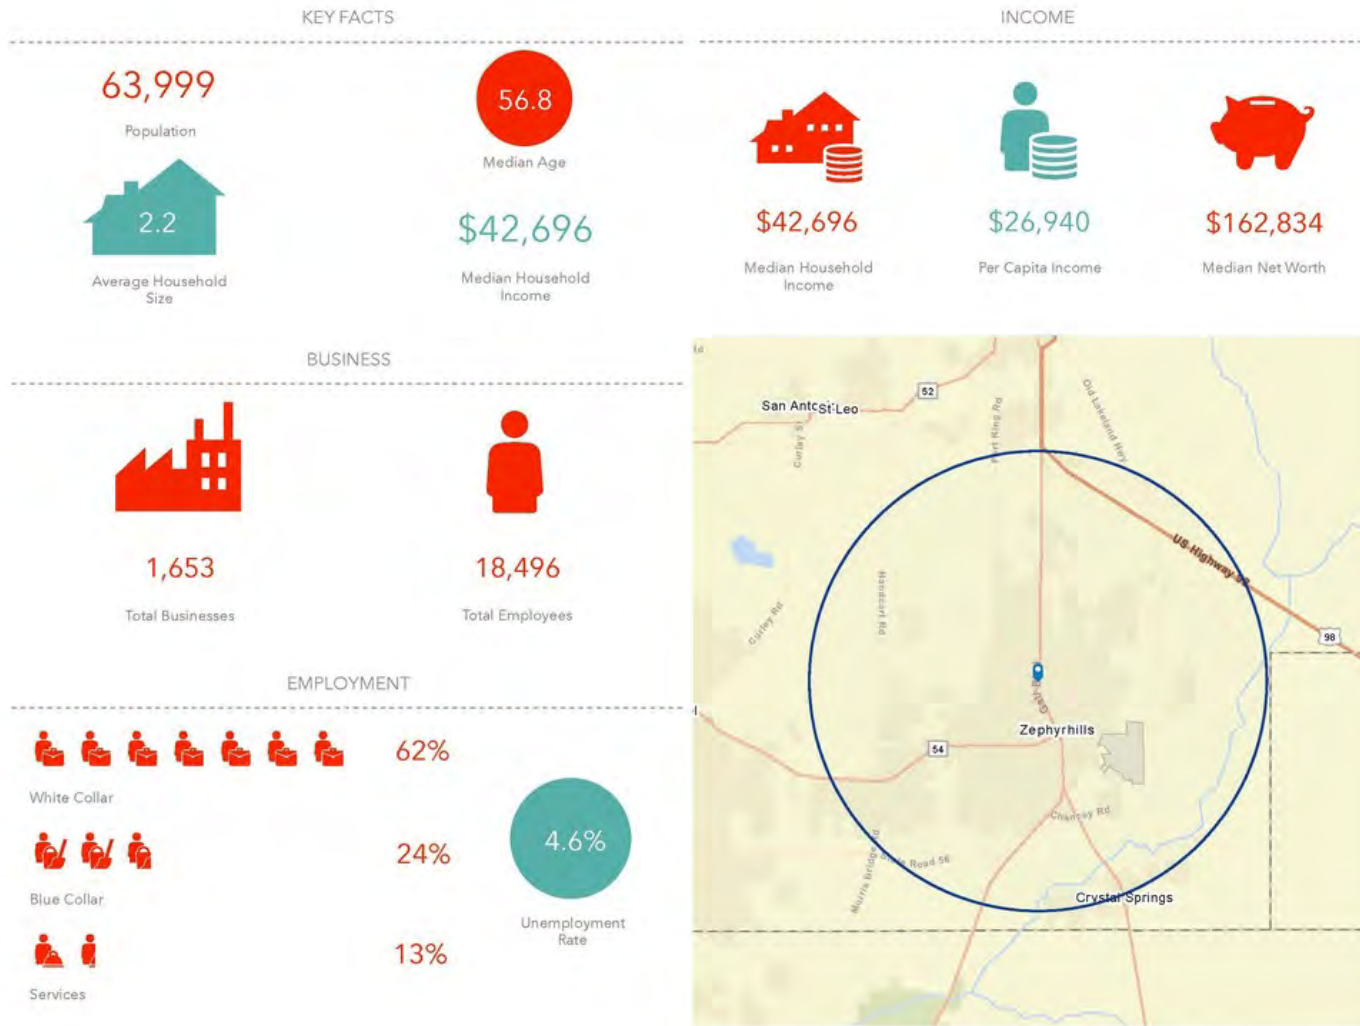 KEY FACTS
63,999
Population
56.8
Median Age
2.2
Average Household
Size
$42,696
Median Household
Income
INCOME
$42,696
Median Household
Income
$26,940
Per Capita Income
$162,834
Median Net Worth
BUSINESS
1,653
Total Businesses
18,496
Total Employees
EMPLOYMENT
62%
White Collar
24%
Blue Collar
13%
Services
4.6%
Unemployment
Rate
52
St Leo
Curley St
Fort King Rd
Old Lakeland Hwy
US Highway
98
Handcart Rd
Curley Rd
Zephyrhills
54
Chancey Rd
Morris Bridge Rd
State Road 56
Crystal Springs